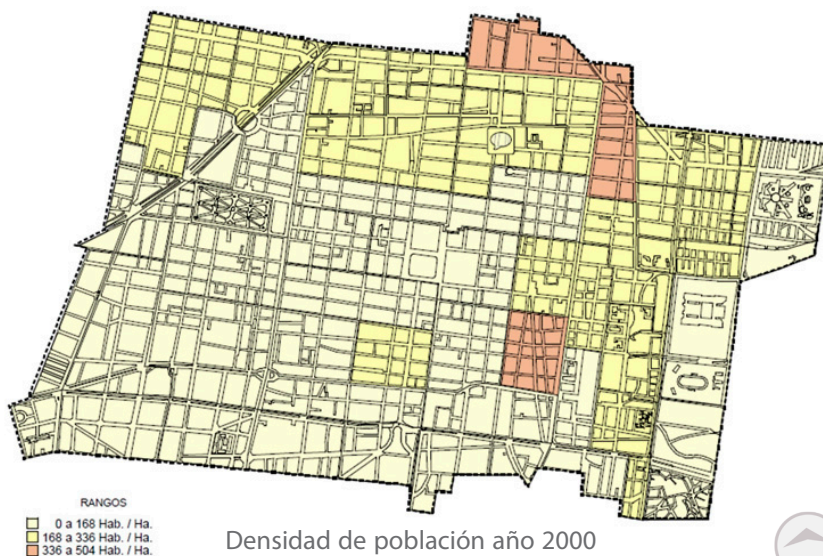 RANGOS
0 a 168 Hab. / Ha.
168 a 336 Hab. / Ha.
336 a 504 Hab. / Ha.
Densidad de población año 2000